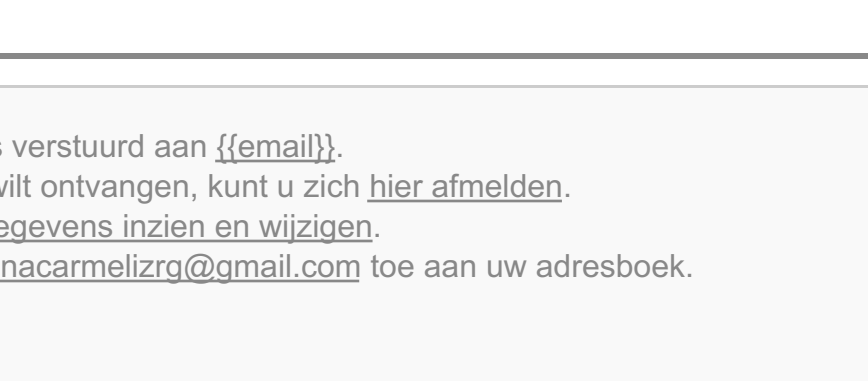 verstuurd aan {{email}}.
wilt ontvangen, kunt u zich hier afmelden.
egevens inzien en wijzigen.
nacarmelizrg@gmail.com toe aan uw adresboek.